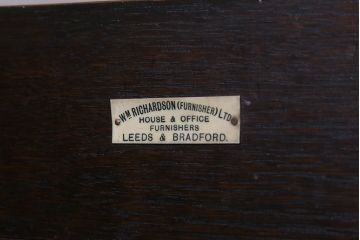 WM RICHARDSON (FURNISHER) LTD
HOUSE & OFFICE
FURNISHERS
LEEDS & BRADFORD.